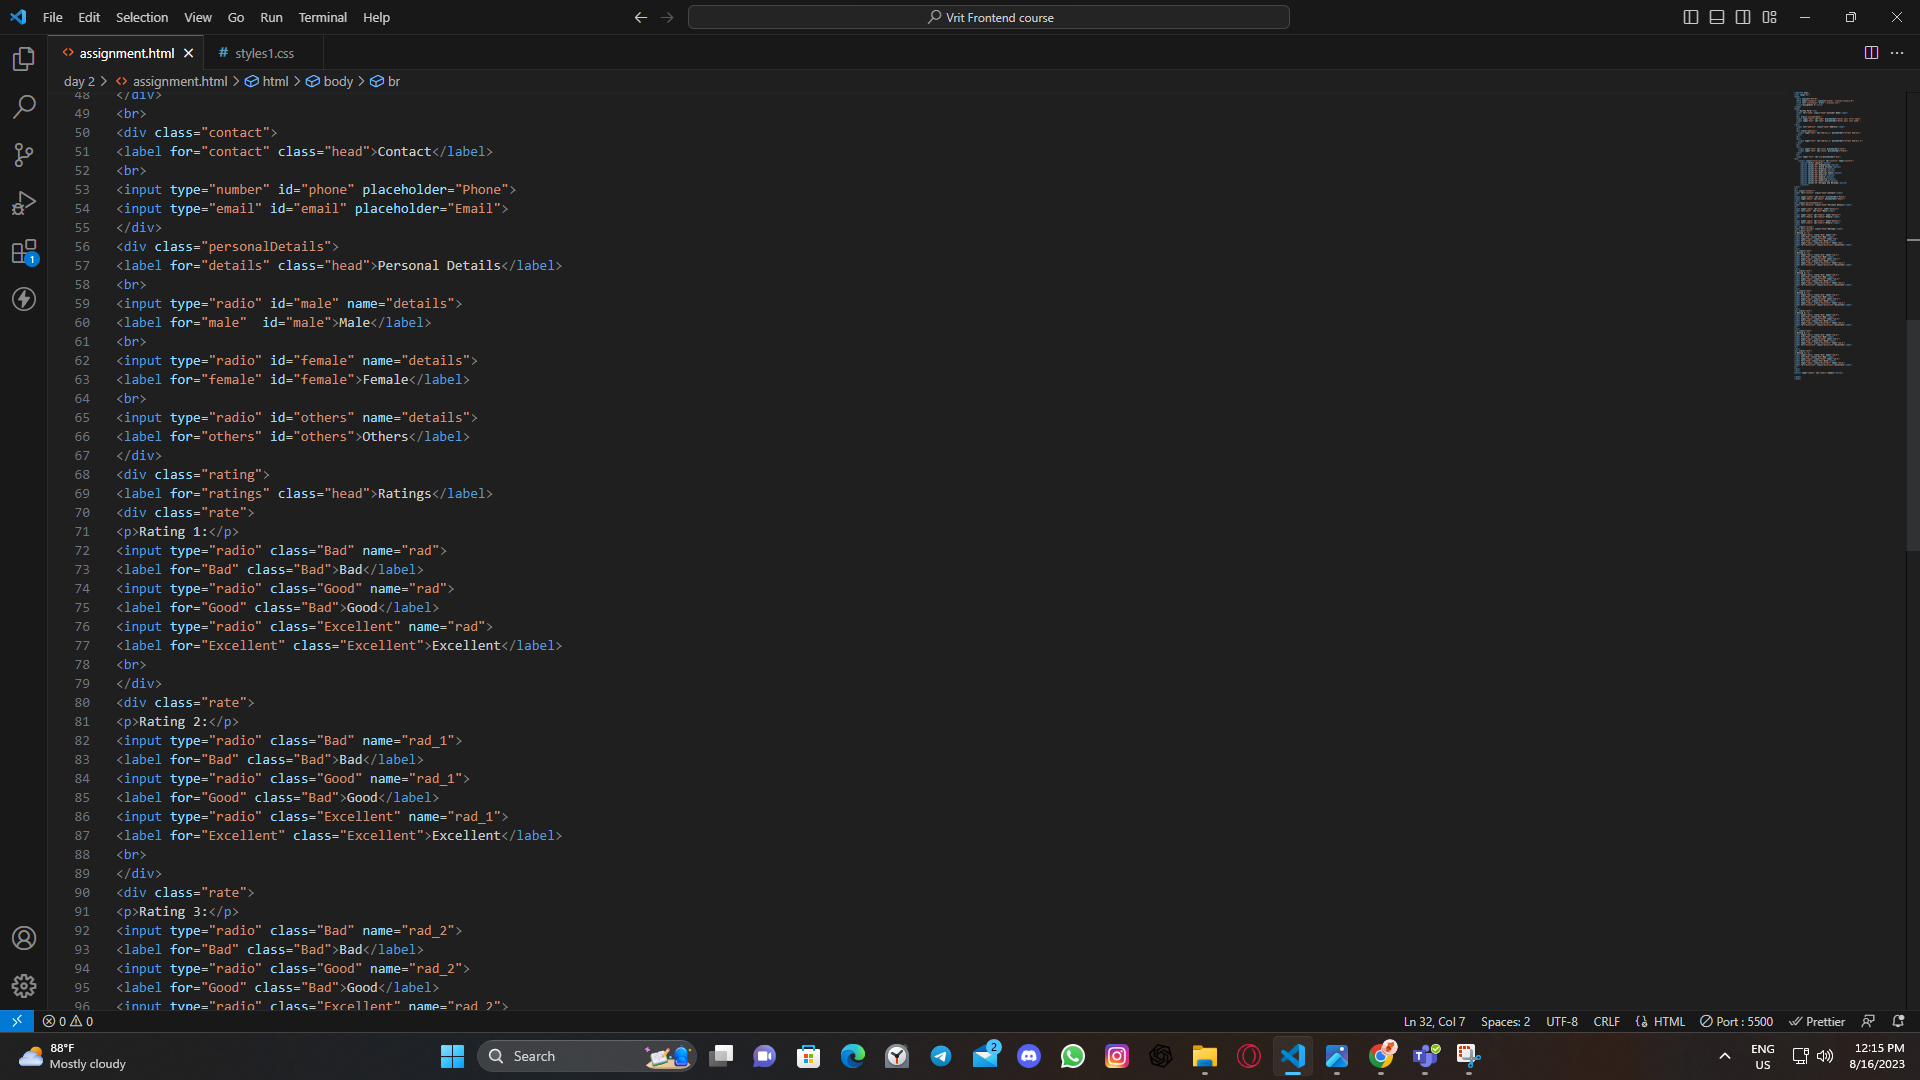 File Edit Selection View Go Run Terminal Help
Vrit Frontend course
assignment.html
# styles1.css
day 2 > assignment.html > html > body > br
48 </div>
49 <br>
50 <div class="contact">
51 <label for="contact" class="head">Contact</label>
52 <br>
53 <input type="number" id="phone" placeholder="Phone">
54 <input type="email" id="email" placeholder="Email">
55 </div>
56 <div class="personalDetails">
57 <label for="details" class="head">Personal Details</label>
58 <br>
59 <input type="radio" id="male" name="details">
60 <label for="male"  id="male">Male</label>
61 <br>
62 <input type="radio" id="female" name="details">
63 <label for="female" id="female">Female</label>
64 <br>
65 <input type="radio" id="others" name="details">
66 <label for="others" id="others">Others</label>
67 </div>
68 <div class="rating">
69 <label for="ratings" class="head">Ratings</label>
70 <div class="rate">
71 <p>Rating 1:</p>
72 <input type="radio" class="Bad" name="rad">
73 <label for="Bad" class="Bad">Bad</label>
74 <input type="radio" class="Good" name="rad">
75 <label for="Good" class="Bad">Good</label>
76 <input type="radio" class="Excellent" name="rad">
77 <label for="Excellent" class="Excellent">Excellent</label>
78 <br>
79 </div>
80 <div class="rate">
81 <p>Rating 2:</p>
82 <input type="radio" class="Bad" name="rad_1">
83 <label for="Bad" class="Bad">Bad</label>
84 <input type="radio" class="Good" name="rad_1">
85 <label for="Good" class="Bad">Good</label>
86 <input type="radio" class="Excellent" name="rad_1">
87 <label for="Excellent" class="Excellent">Excellent</label>
88 <br>
89 </div>
90 <div class="rate">
91 <p>Rating 3:</p>
92 <input type="radio" class="Bad" name="rad_2">
93 <label for="Bad" class="Bad">Bad</label>
94 <input type="radio" class="Good" name="rad_2">
95 <label for="Good" class="Bad">Good</label>
96 <input type="radio" class="Excellent" name="rad_2">
1
0 0
Ln 32, Col 7 Spaces: 2 UTF-8 CRLF HTML Port : 5500 Prettier
88°F
Mostly cloudy
Search
2
ENG
US
12:15 PM
8/16/2023